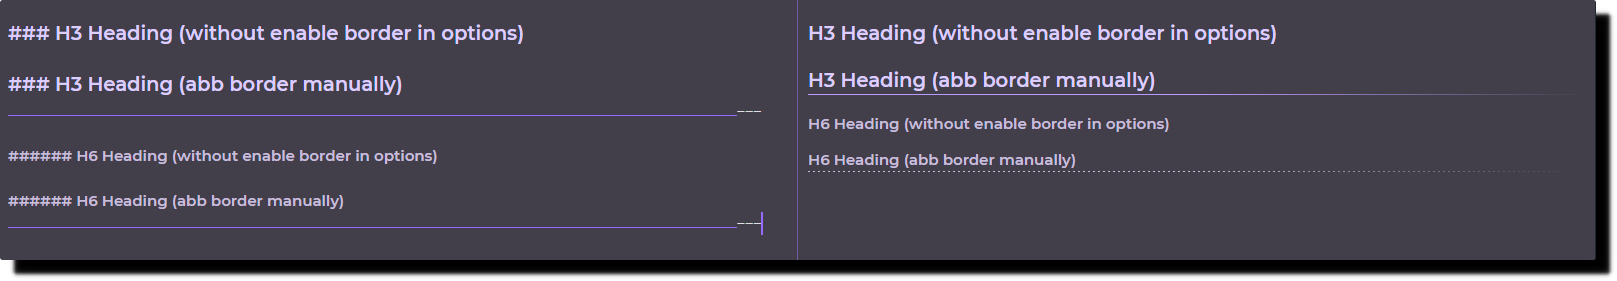 ### H3 Heading (without enable border in options)
### H3 Heading (abb border manually)
___
###### H6 Heading (without enable border in options)
###### H6 Heading (abb border manually)
___
H3 Heading (without enable border in options)
H3 Heading (abb border manually)
H6 Heading (without enable border in options)
H6 Heading (abb border manually)